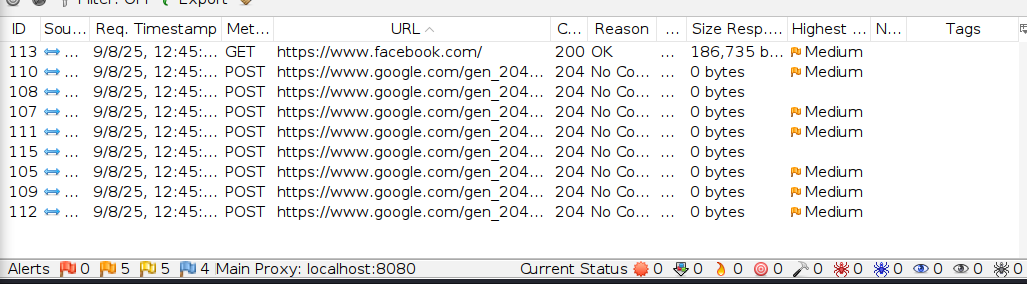 Filter: OFF Export
ID Sou... Req. Timestamp Met... URL C... Reason ... Size Resp.... Highest ... N... Tags
113 ... 9/8/25, 12:45:... GET https://www.facebook.com/ 200 OK ... 186,735 b... Medium
110 ... 9/8/25, 12:45:... POST https://www.google.com/gen_204... 204 No Co... ... 0 bytes Medium
108 ... 9/8/25, 12:45:... POST https://www.google.com/gen_204... 204 No Co... ... 0 bytes
107 ... 9/8/25, 12:45:... POST https://www.google.com/gen_204... 204 No Co... ... 0 bytes Medium
111 ... 9/8/25, 12:45:... POST https://www.google.com/gen_204... 204 No Co... ... 0 bytes Medium
115 ... 9/8/25, 12:45:... POST https://www.google.com/gen_204... 204 No Co... ... 0 bytes
105 ... 9/8/25, 12:45:... POST https://www.google.com/gen_204... 204 No Co... ... 0 bytes Medium
109 ... 9/8/25, 12:45:... POST https://www.google.com/gen_204... 204 No Co... ... 0 bytes Medium
112 ... 9/8/25, 12:45:... POST https://www.google.com/gen_204... 204 No Co... ... 0 bytes Medium
Alerts 0 5 5 4 Main Proxy: localhost:8080 Current Status 0 0 0 0 0 0 0 0 0 0